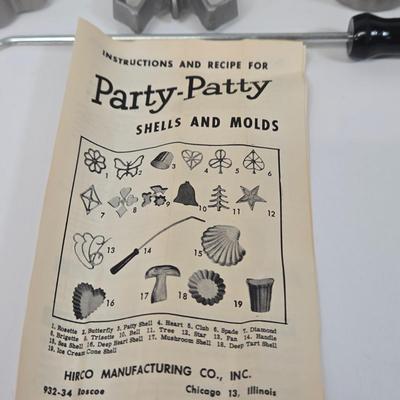 INSTRUCTIONS AND RECIPE FOR
Party-Patty
SHELLS AND MOLDS
1 2 3 4 5 6
7 8 9 10 11 12
13 14 15
16 17 18 19
1. Rosette 2. Butterfly 3. Patty Shell 4. Heart 5. Club 6. Spade 7. Diamond
8. Brigette 9. Trisette 10. Bell 11. Tree 12. Star 13. Fan 14. Handle
15. Sea Shell 16. Deep Heart Shell 17. Mushroom Shell 18. Deep Tart Shell
19. Ice Cream Cone Shell
HIRCO MANUFACTURING CO., INC.
932-34 Roscoe Chicago 13, Illinois